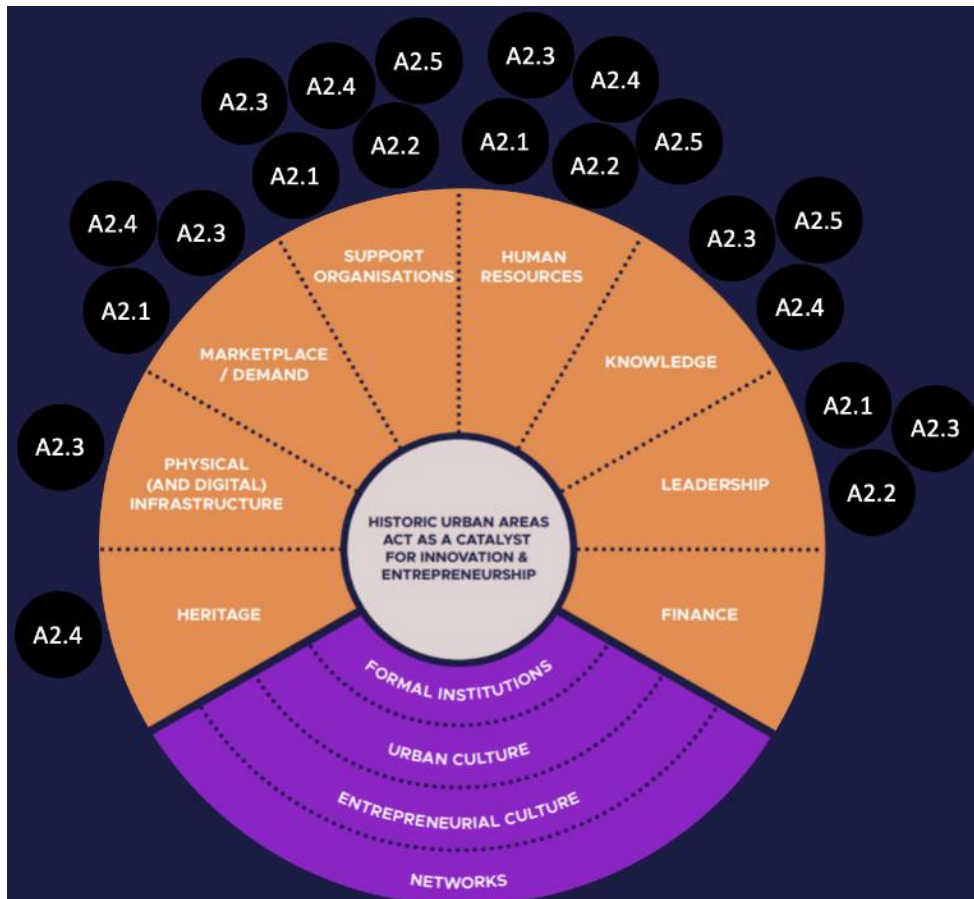 A2.5
A2.3
A2.4
A2.4
A2.3
A2.1
A2.5
A2.2
A2.2
A2.1
A2.4
A2.3
A2.5
A2.3
A2.1
A2.4
SUPPORT
ORGANISATIONS
HUMAN
RESOURCES
MARKETPLACE
/ DEMAND
KNOWLEDGE
A2.1
A2.3
A2.2
A2.3
PHYSICAL
(AND DIGITAL)
INFRASTRUCTURE
LEADERSHIP
HISTORIC URBAN AREAS
ACT AS A CATALYST
FOR INNOVATION &
ENTREPRENEURSHIP
A2.4
HERITAGE
FINANCE
FORMAL INSTITUTIONS
URBAN CULTURE
ENTREPRENEURIAL CULTURE
NETWORKS